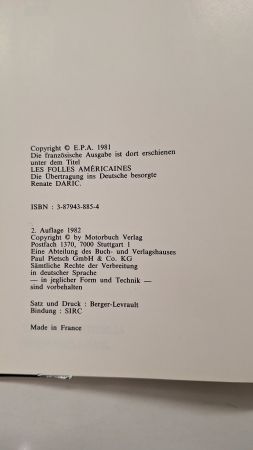 Copyright © E.P.A. 1981
Die französische Ausgabe ist dort erschienen
unter dem Titel
LES FOLLES AMÉRICAINES
Die Übertragung ins Deutsche besorgte
Renate DARIC.
ISBN : 3-87943-885-4
2. Auflage 1982
Copyright © by Motorbuch Verlag
Postfach 1370, 7000 Stuttgart 1
Eine Abteilung des Buch- und Verlagshauses
Paul Pietsch GmbH & Co. KG
Sämtliche Rechte der Verbreitung
in deutscher Sprache
— in jeglicher Form und Technik —
sind vorbehalten
Satz und Druck : Berger-Levrault
Bindung : SIRC
Made in France